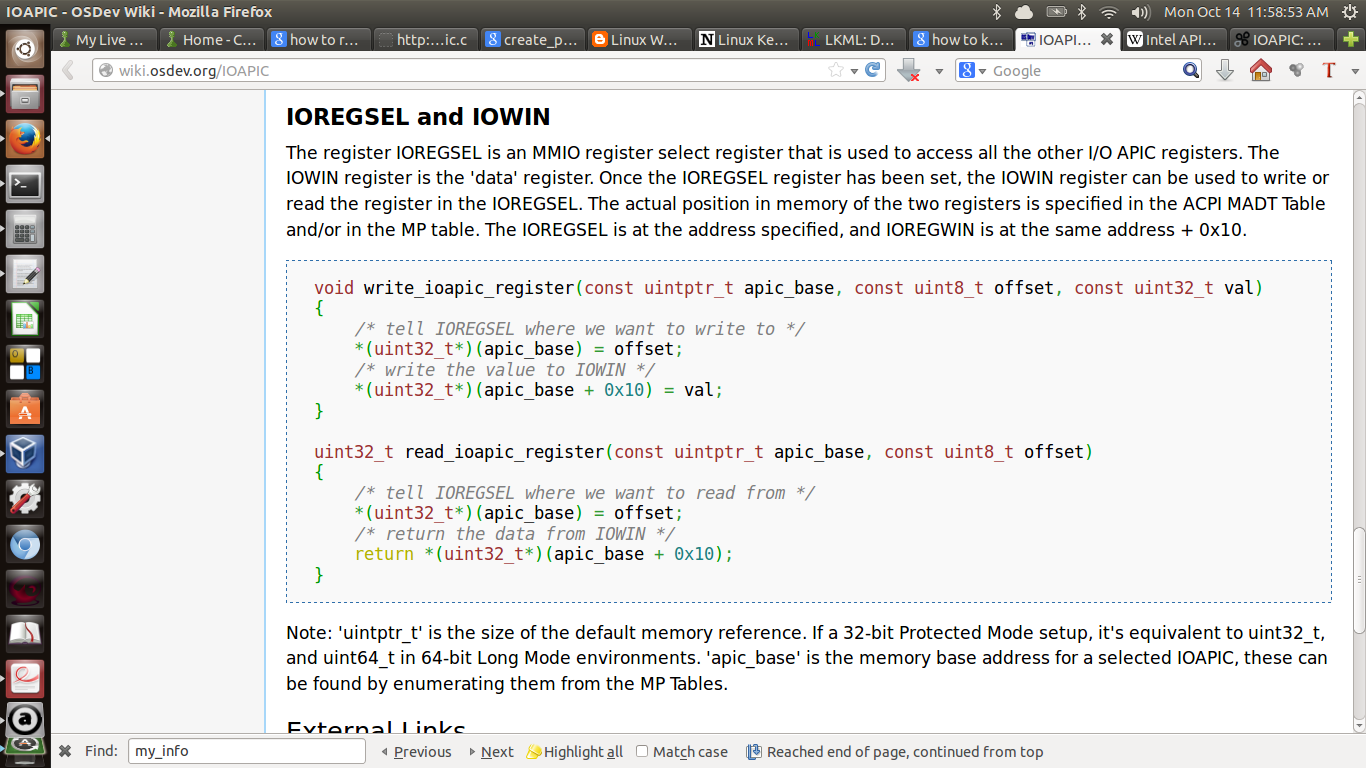 IOAPIC - OSDev Wiki - Mozilla Firefox
Mon Oct 14 11:58:53 AM
My Live ...
Home - C...
how to r...
http:...ic.c
create_p...
Linux W...
Linux Ke...
LKML: D...
how to k...
IOAPI...
Intel API...
IOAPIC: ...
wiki.osdev.org/IOAPIC
Google
IOREGSEL and IOWIN
The register IOREGSEL is an MMIO register select register that is used to access all the other I/O APIC registers. The
IOWIN register is the 'data' register. Once the IOREGSEL register has been set, the IOWIN register can be used to write or
read the register in the IOREGSEL. The actual position in memory of the two registers is specified in the ACPI MADT Table
and/or in the MP table. The IOREGSEL is at the address specified, and IOREGWIN is at the same address + 0x10.
void write_ioapic_register(const uintptr_t apic_base, const uint8_t offset, const uint32_t val)
{
    /* tell IOREGSEL where we want to write to */
    *(uint32_t*)(apic_base) = offset;
    /* write the value to IOWIN */
    *(uint32_t*)(apic_base + 0x10) = val;
}
uint32_t read_ioapic_register(const uintptr_t apic_base, const uint8_t offset)
{
    /* tell IOREGSEL where we want to read from */
    *(uint32_t*)(apic_base) = offset;
    /* return the data from IOWIN */
    return *(uint32_t*)(apic_base + 0x10);
}
Note: 'uintptr_t' is the size of the default memory reference. If a 32-bit Protected Mode setup, it's equivalent to uint32_t,
and uint64_t in 64-bit Long Mode environments. 'apic_base' is the memory base address for a selected IOAPIC, these can
be found by enumerating them from the MP Tables.
External Links
Find: my_info Previous Next Highlight all Match case Reached end of page, continued from top